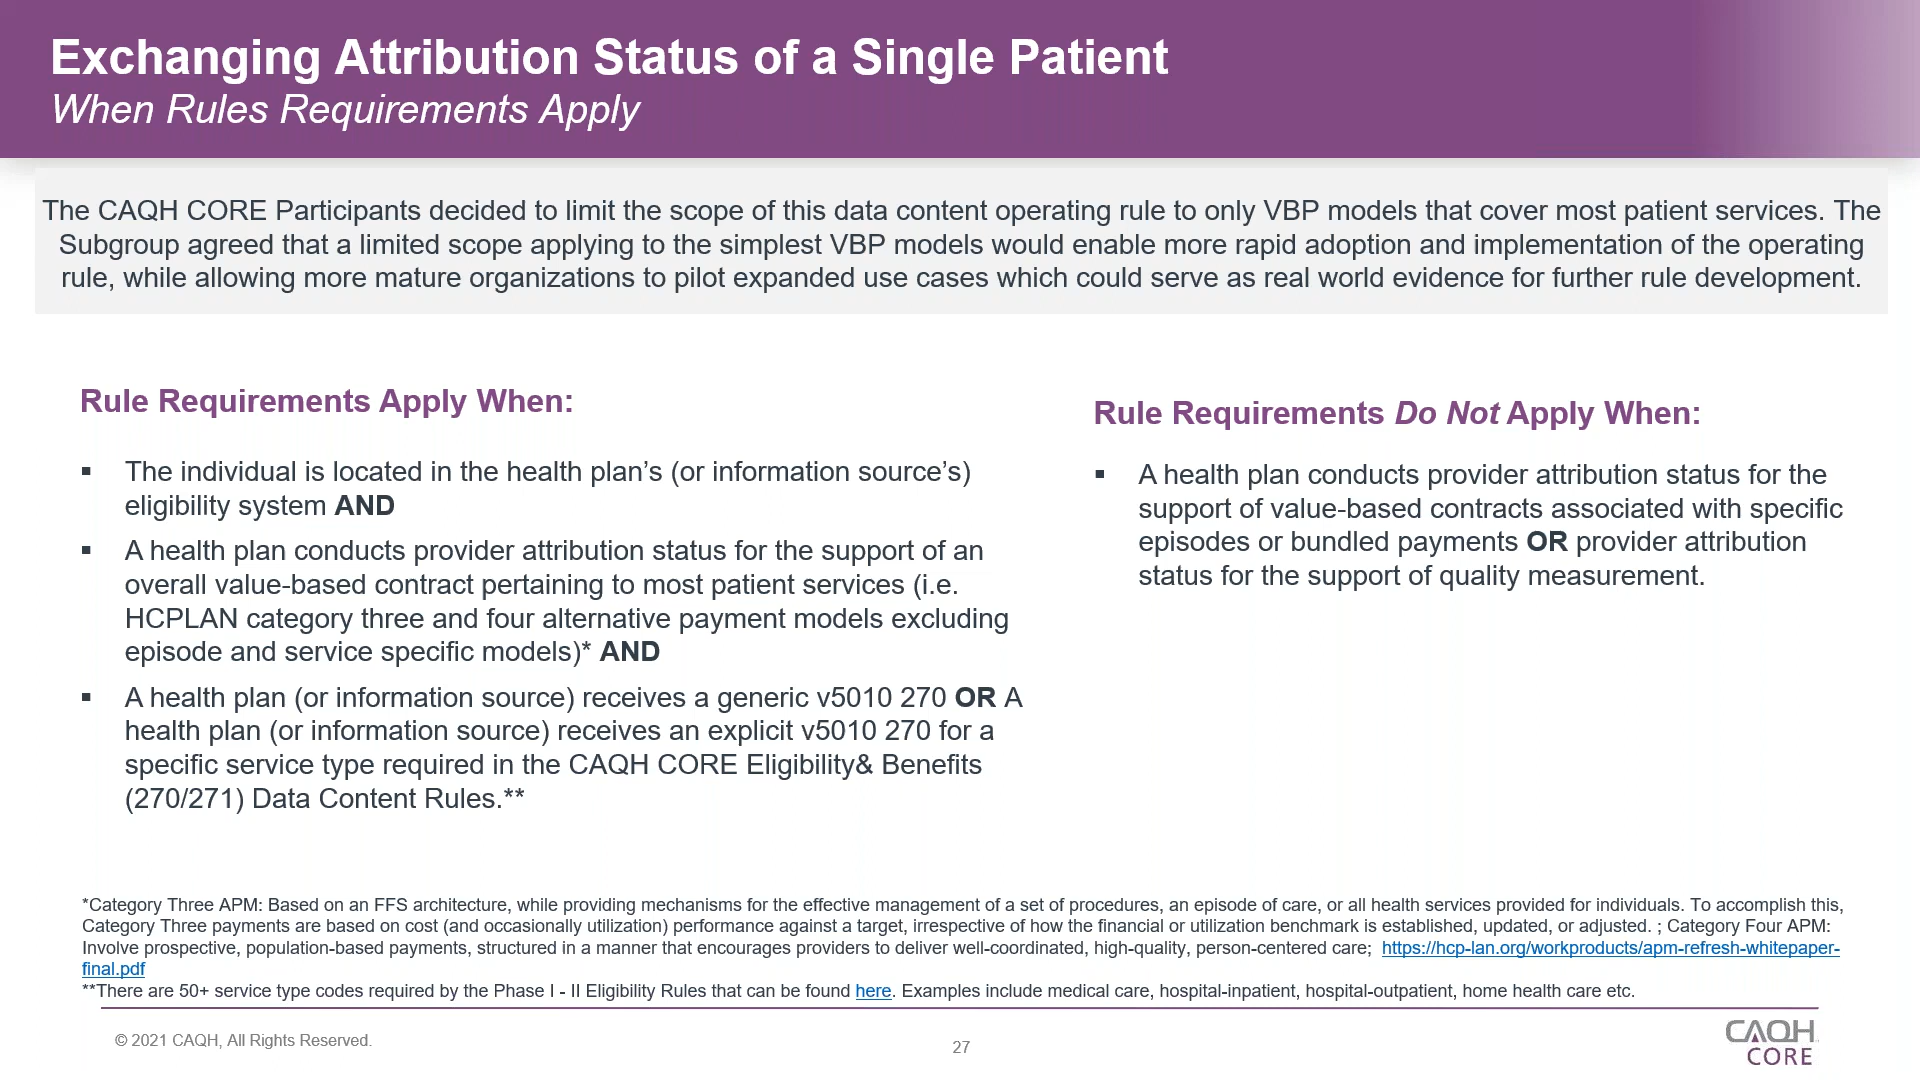 Exchanging Attribution Status of a Single Patient
When Rules Requirements Apply
The CAQH CORE Participants decided to limit the scope of this data content operating rule to only VBP models that cover most patient services. The
Subgroup agreed that a limited scope applying to the simplest VBP models would enable more rapid adoption and implementation of the operating
rule, while allowing more mature organizations to pilot expanded use cases which could serve as real world evidence for further rule development.
Rule Requirements Apply When:
▪ The individual is located in the health plan’s (or information source’s)
eligibility system AND
▪ A health plan conducts provider attribution status for the support of an
overall value-based contract pertaining to most patient services (i.e.
HCPLAN category three and four alternative payment models excluding
episode and service specific models)* AND
▪ A health plan (or information source) receives a generic v5010 270 OR A
health plan (or information source) receives an explicit v5010 270 for a
specific service type required in the CAQH CORE Eligibility& Benefits
(270/271) Data Content Rules.**
Rule Requirements Do Not Apply When:
▪ A health plan conducts provider attribution status for the
support of value-based contracts associated with specific
episodes or bundled payments OR provider attribution
status for the support of quality measurement.
*Category Three APM: Based on an FFS architecture, while providing mechanisms for the effective management of a set of procedures, an episode of care, or all health services provided for individuals. To accomplish this,
Category Three payments are based on cost (and occasionally utilization) performance against a target, irrespective of how the financial or utilization benchmark is established, updated, or adjusted. ; Category Four APM:
Involve prospective, population-based payments, structured in a manner that encourages providers to deliver well-coordinated, high-quality, person-centered care; https://hcp-lan.org/workproducts/apm-refresh-whitepaper-
final.pdf
**There are 50+ service type codes required by the Phase I - II Eligibility Rules that can be found here. Examples include medical care, hospital-inpatient, hospital-outpatient, home health care etc.
© 2021 CAQH, All Rights Reserved.
27
CAQH
CORE